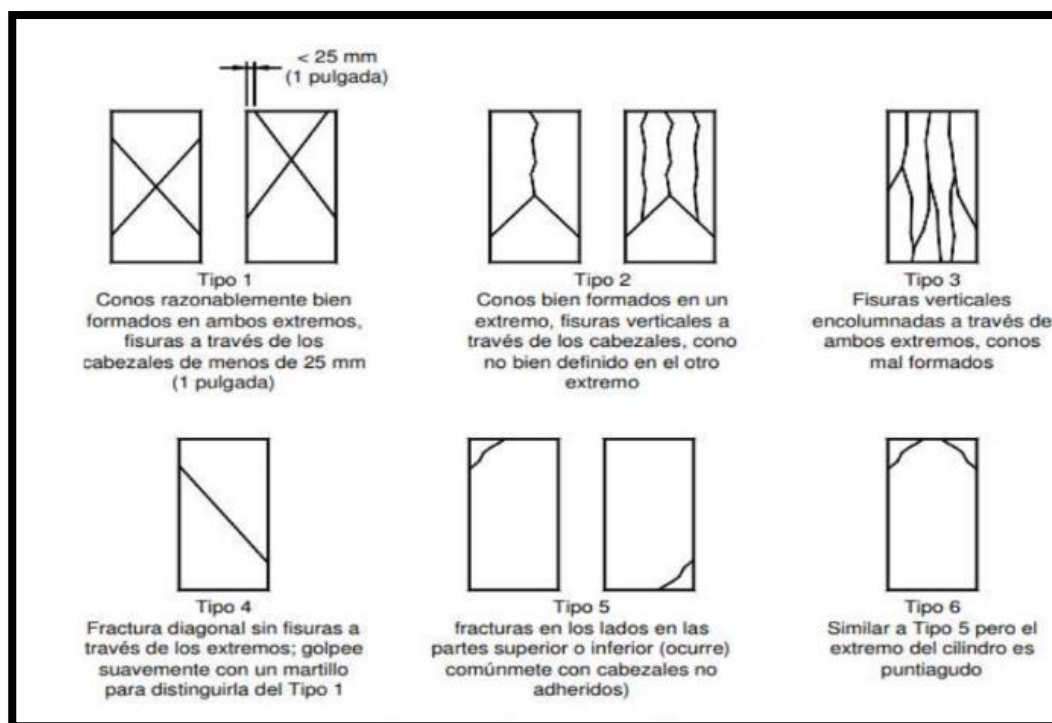 < 25 mm
(1 pulgada)
Tipo 1
Conos razonablemente bien
formados en ambos extremos,
fisuras a través de los
cabezales de menos de 25 mm
(1 pulgada)
Tipo 2
Conos bien formados en un
extremo, fisuras verticales a
través de los cabezales, cono
no bien definido en el otro
extremo
Tipo 3
Fisuras verticales
encolumnadas a través de
ambos extremos, conos
mal formados
Tipo 4
Fractura diagonal sin fisuras a
través de los extremos; golpee
suavemente con un martillo
para distinguirla del Tipo 1
Tipo 5
fracturas en los lados en las
partes superior o inferior (ocurre)
comúnmete con cabezales no
adheridos)
Tipo 6
Similar a Tipo 5 pero el
extremo del cilindro es
puntiagudo